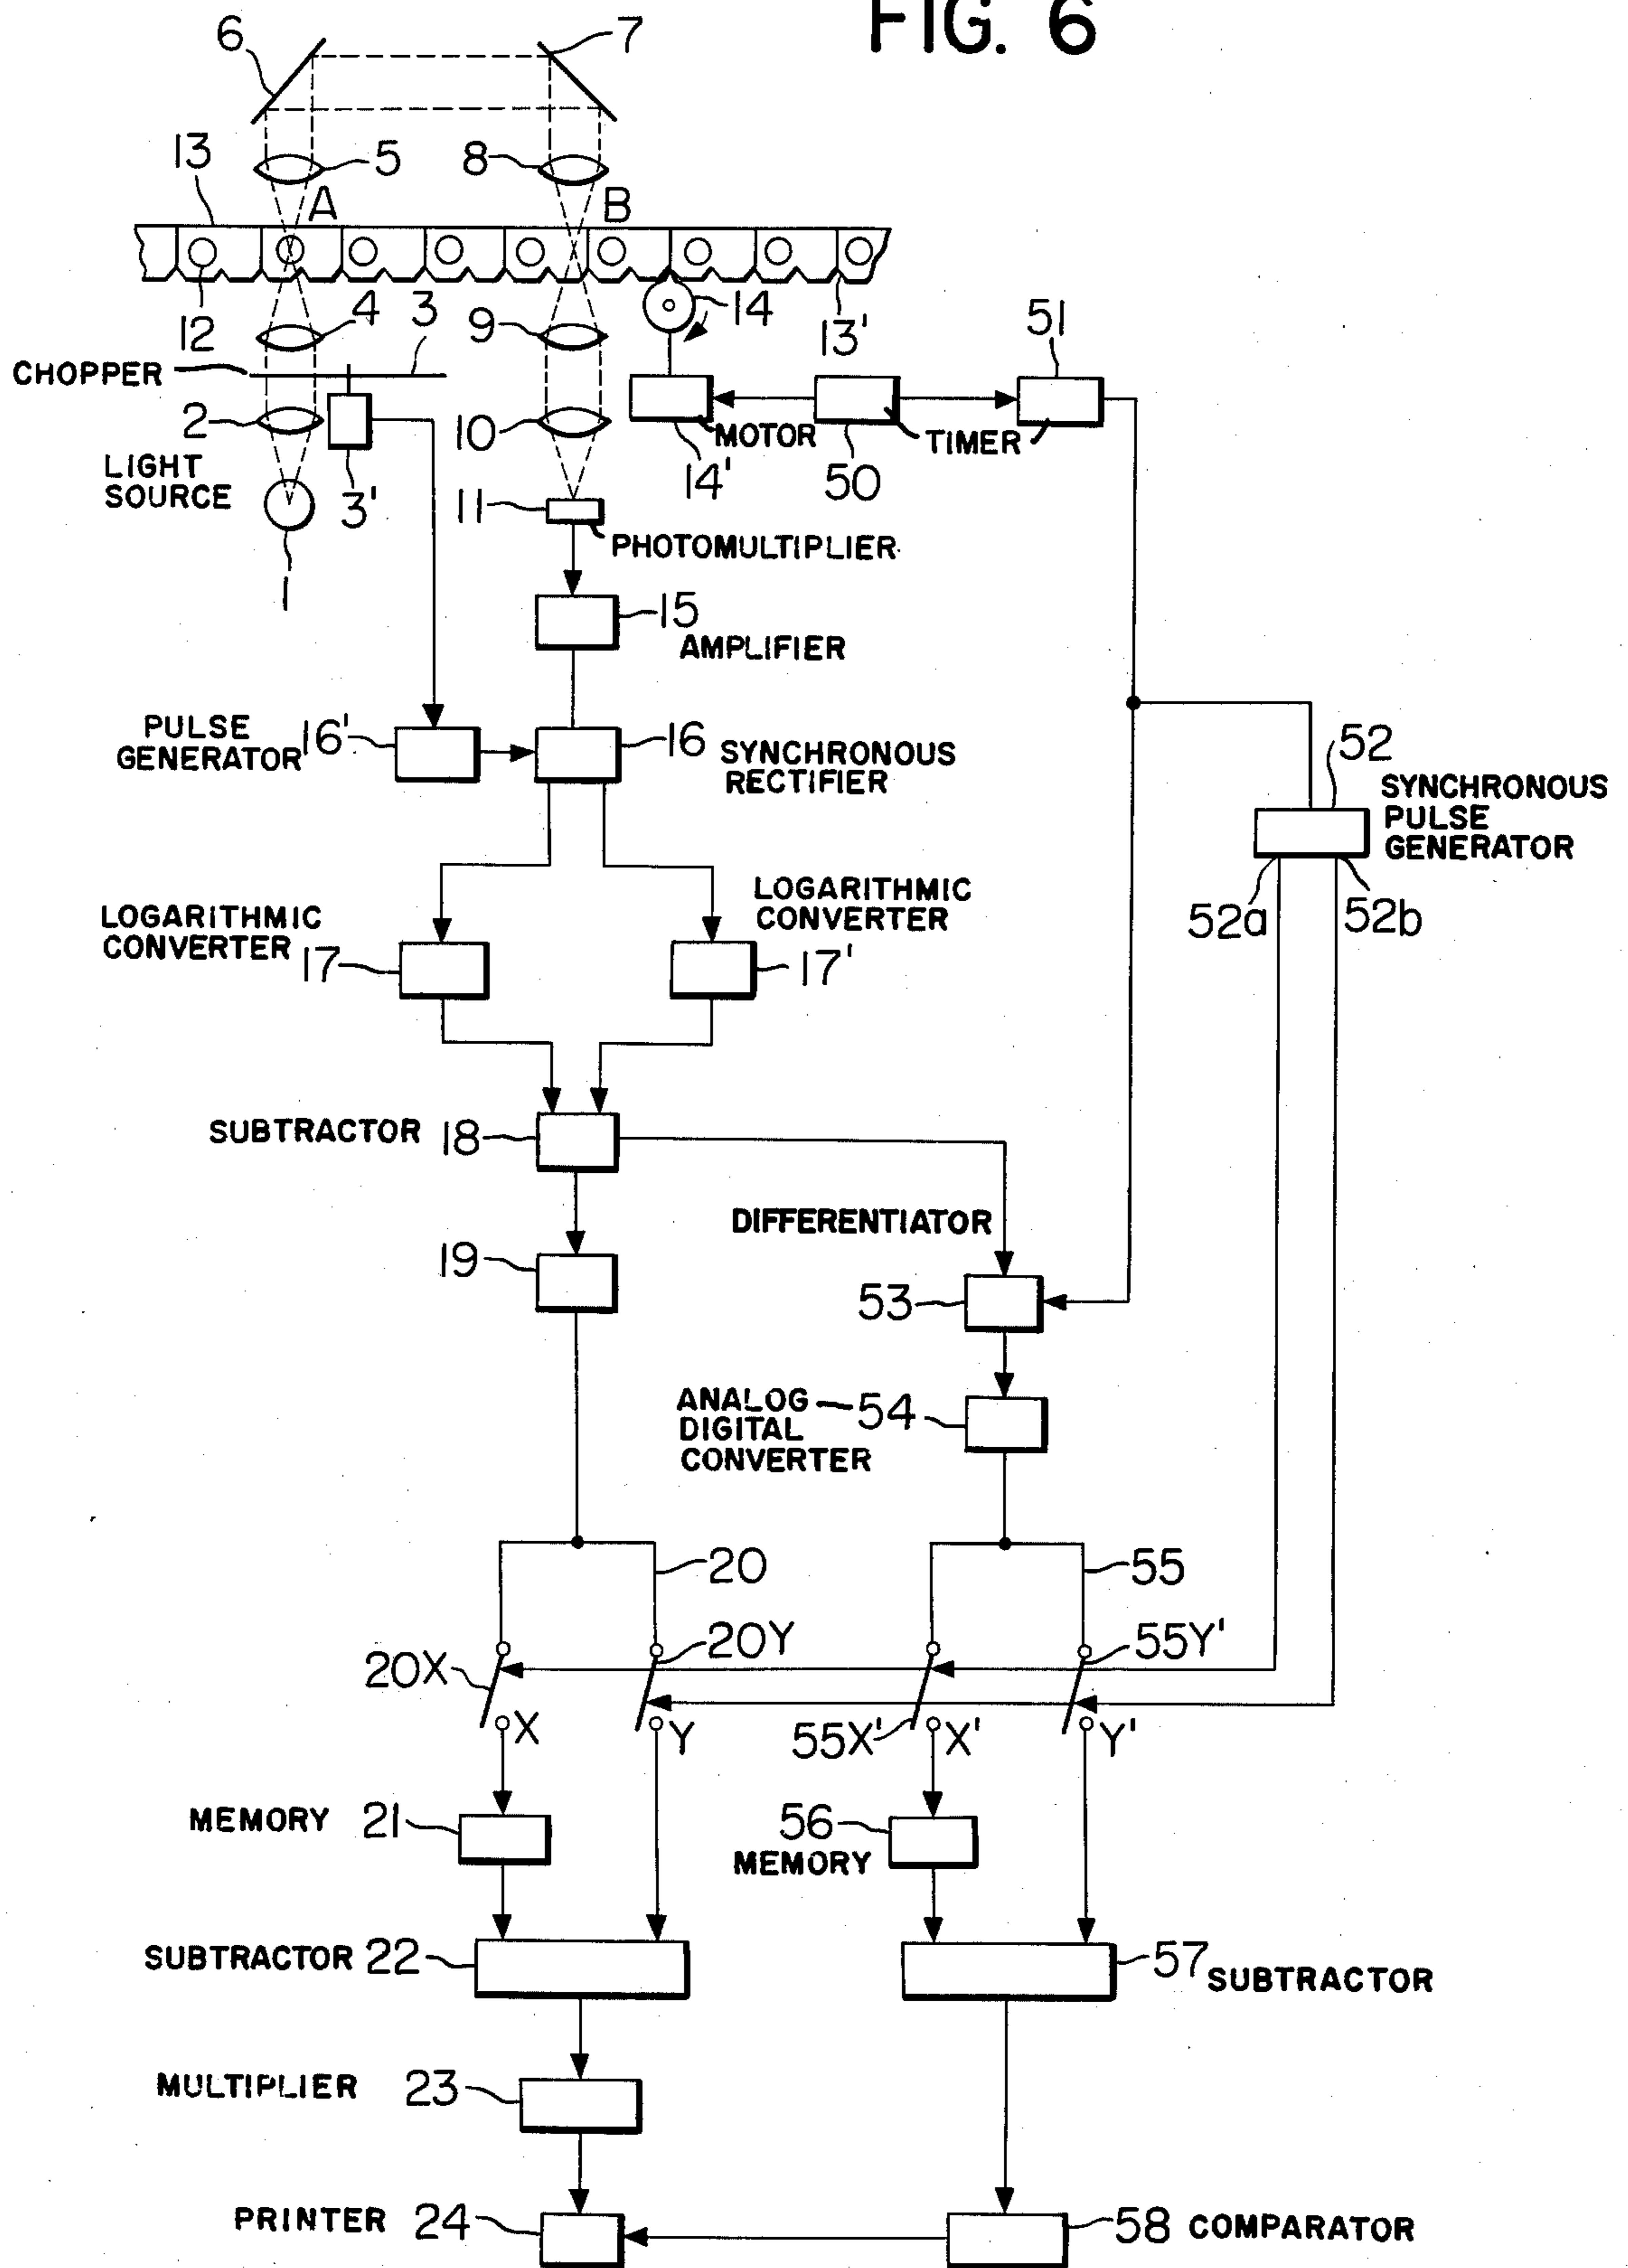 FIG. 6
6
7
13
5
8
A
B
12
4
3
9
14
13'
51
CHOPPER
2
10
MOTOR
TIMER
LIGHT
SOURCE
3'
14'
50
11
1
PHOTOMULTIPLIER
15
AMPLIFIER
PULSE
GENERATOR
16'
16
SYNCHRONOUS
RECTIFIER
52
SYNCHRONOUS
PULSE
GENERATOR
52a
52b
LOGARITHMIC
CONVERTER
17
LOGARITHMIC
CONVERTER
17'
SUBTRACTOR 18
DIFFERENTIATOR
19
53
ANALOG
DIGITAL
CONVERTER
54
20
55
20X
20Y
55Y'
X
Y
55X'
X'
Y'
MEMORY 21
56
MEMORY
SUBTRACTOR 22
57 SUBTRACTOR
MULTIPLIER 23
PRINTER 24
58 COMPARATOR